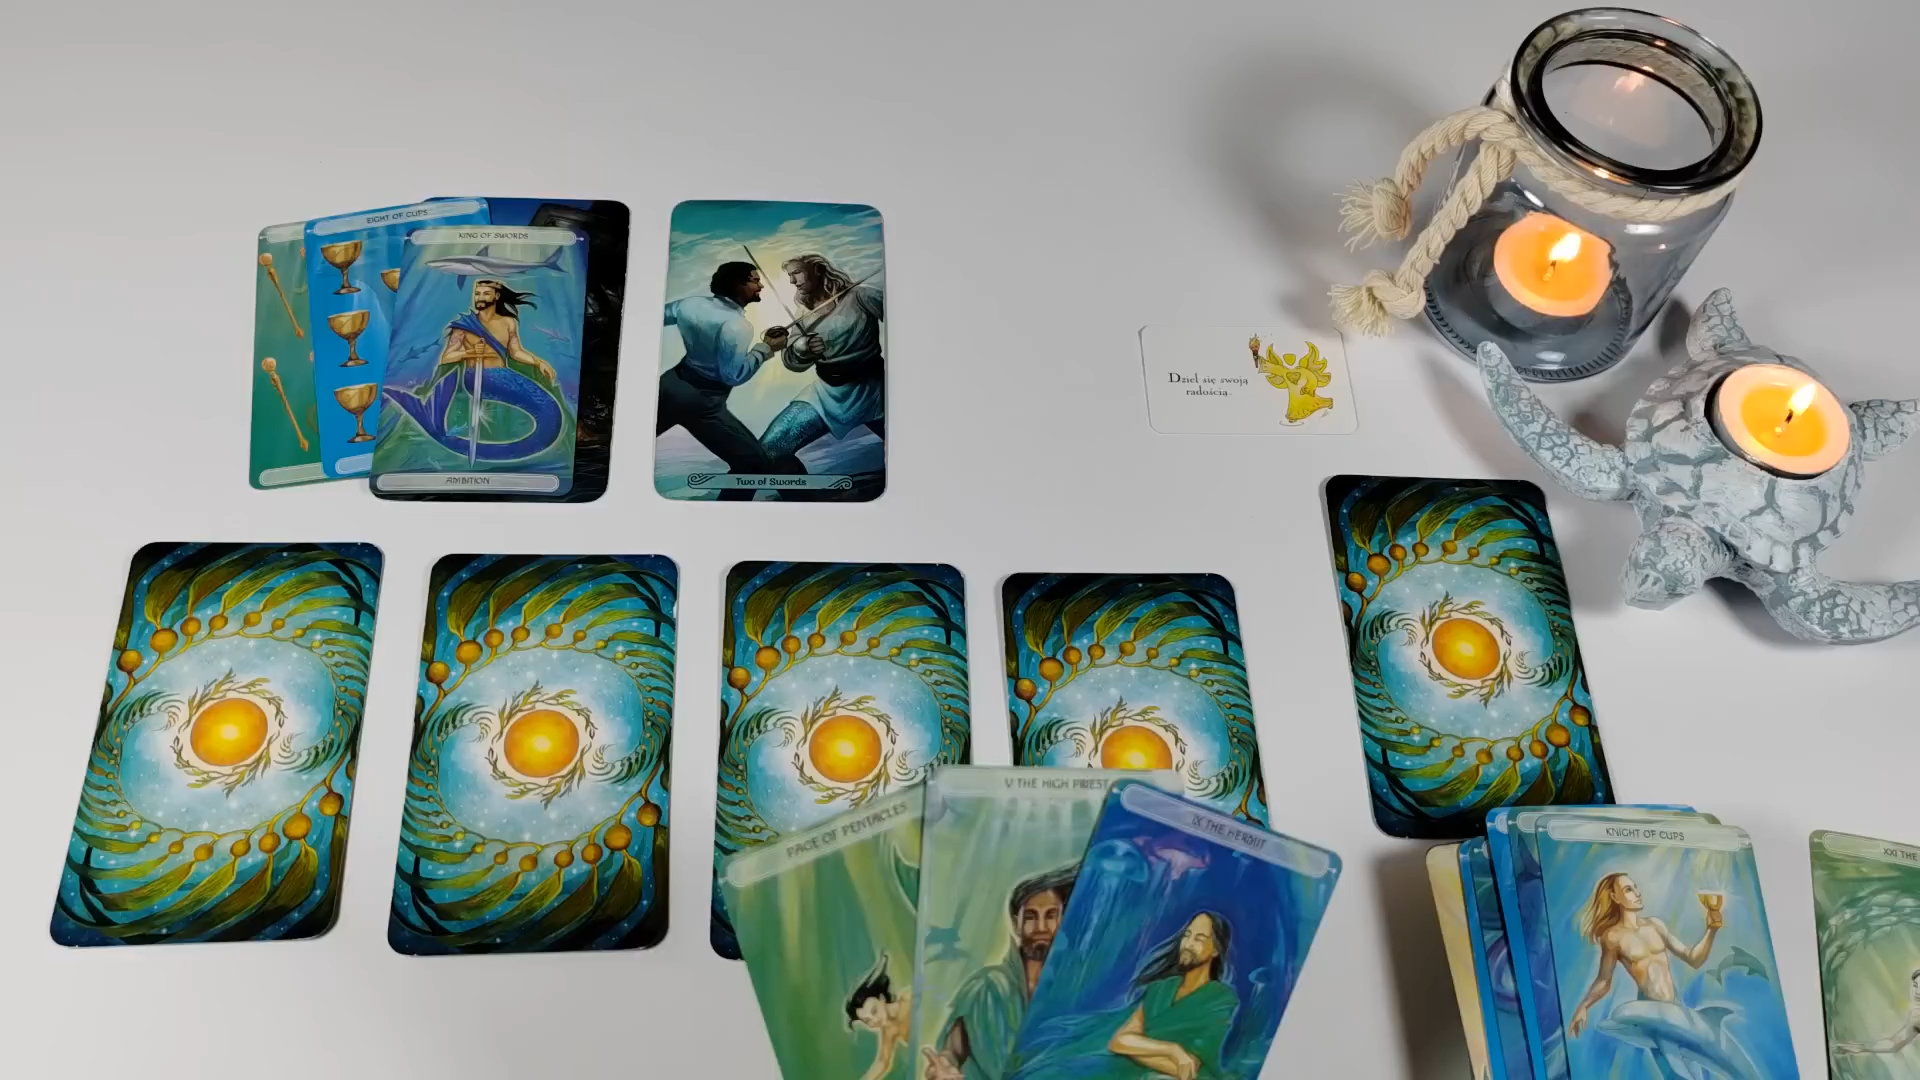 EIGHT OF CUPS
KING OF SWORDS
AMBITION
Two of Swords
Dziel się swoją
radością.
PAGE OF PENTACLES
V THE HIGH PRIEST
IX THE HERMIT
KNIGHT OF CUPS
XXI THE